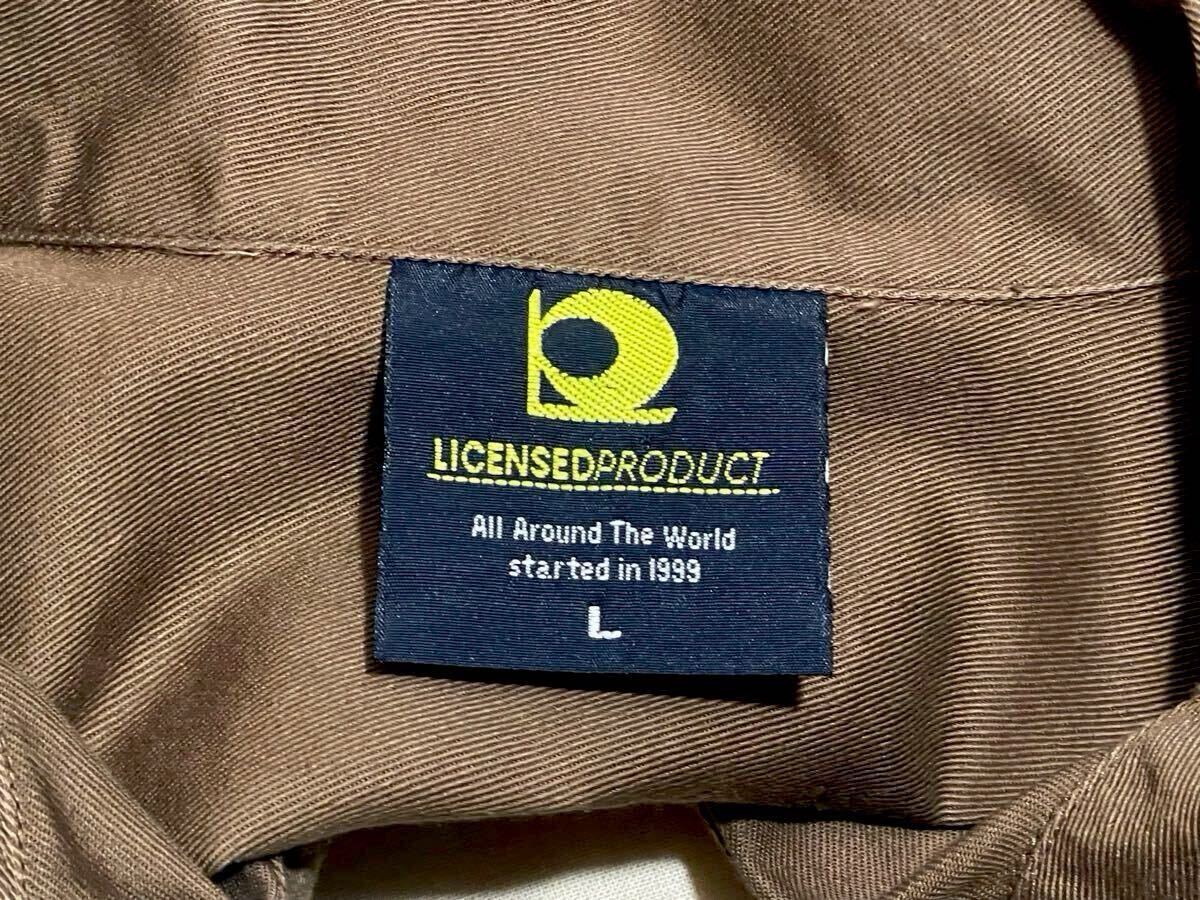 LICENSEDPRODUCT
All Around The World
started in 1999
L